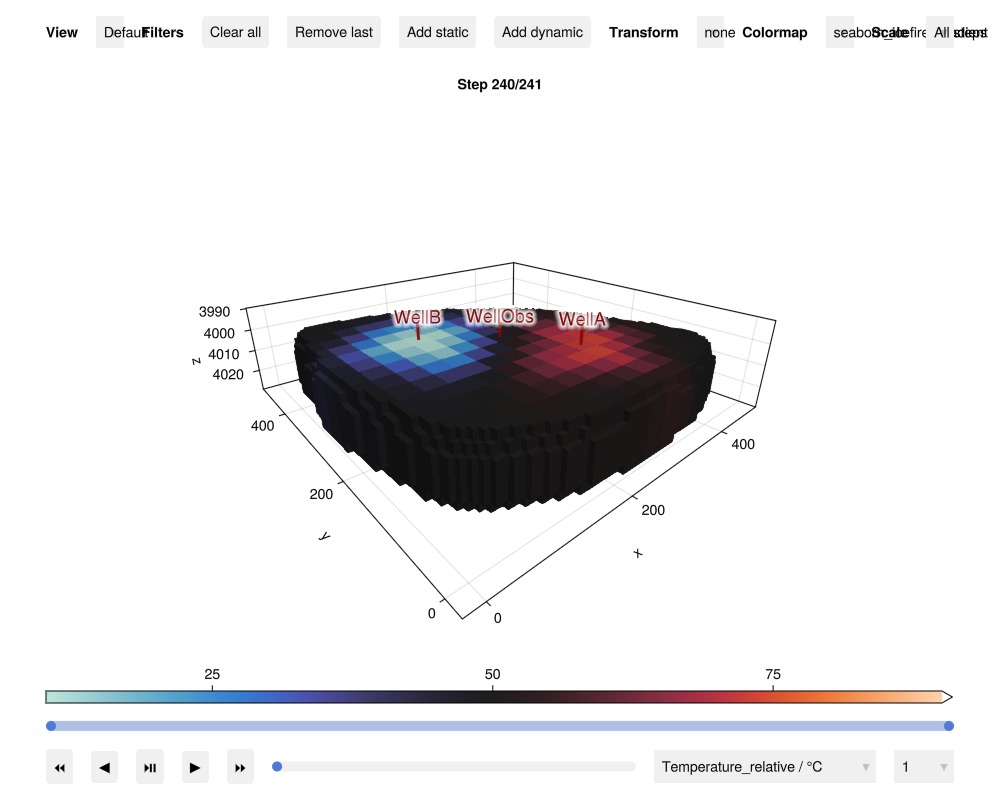 View Default Filters Clear all Remove last Add static Add dynamic Transform none Colormap Scale All steps
Step 240/241
WellB WellObs WellA
3990
4000
4010
4020
z
400
200
0
y
400
200
0
x
25 50 75
Temperature_relative / °C 1